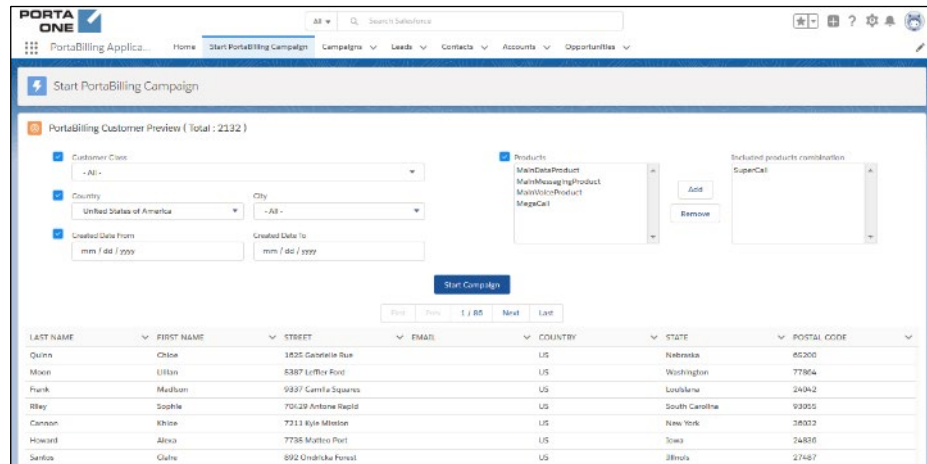 PORTA
ONE
All
Search Salesforce
PortaBilling Applica... Home Start PortaBilling Campaign Campaigns Leads Contacts Accounts Opportunities
Start PortaBilling Campaign
PortaBilling Customer Preview ( Total : 2132 )
Customer Class Products Included products combination
- All - MainDataProduct SuperCall
MainMessagingProduct
MainVoiceProduct Add
MegaCall
Country City
United States of America - All - Remove
Created Date From Created Date To
mm / dd / yyyy mm / dd / yyyy
Start Campaign
First Prev 1 / 86 Next Last
LAST NAME FIRST NAME STREET EMAIL COUNTRY STATE POSTAL CODE
Quinn Chloe 1625 Gabrielle Rue US Nebraska 65200
Moon Lillian 5387 Leffler Ford US Washington 77864
Frank Madison 9337 Camilla Squares US Louisiana 24042
Riley Sophie 70429 Antone Rapid US South Carolina 93055
Cannon Khloe 7211 Kyle Mission US New York 36032
Howard Alexa 7735 Matteo Port US Iowa 24836
Santos Claire 892 Ondricka Forest US Illinois 27487